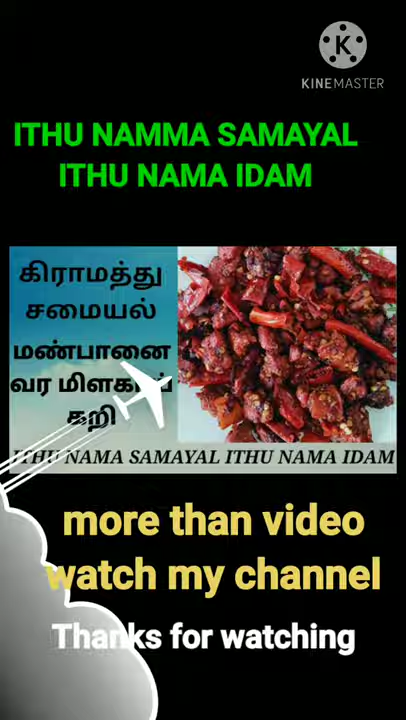 K
KINEMASTER
ITHU NAMMA SAMAYAL
ITHU NAMA IDAM
கிராமத்து
சமையல்
மண்பானை
வர
கறி
ITHU NAMA SAMAYAL ITHU NAMA IDAM
more than video
watch my channel
Thanks for watching